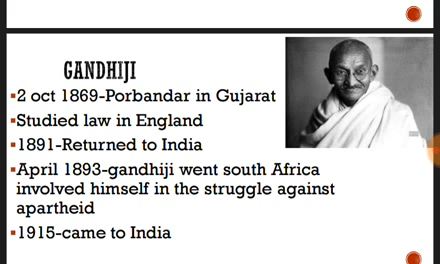 GANDHIJI
▪2 oct 1869-Porbandar in Gujarat
▪Studied law in England
▪1891-Returned to India
▪April 1893-gandhiji went south Africa
involved himself in the struggle against
apartheid
▪1915-came to India